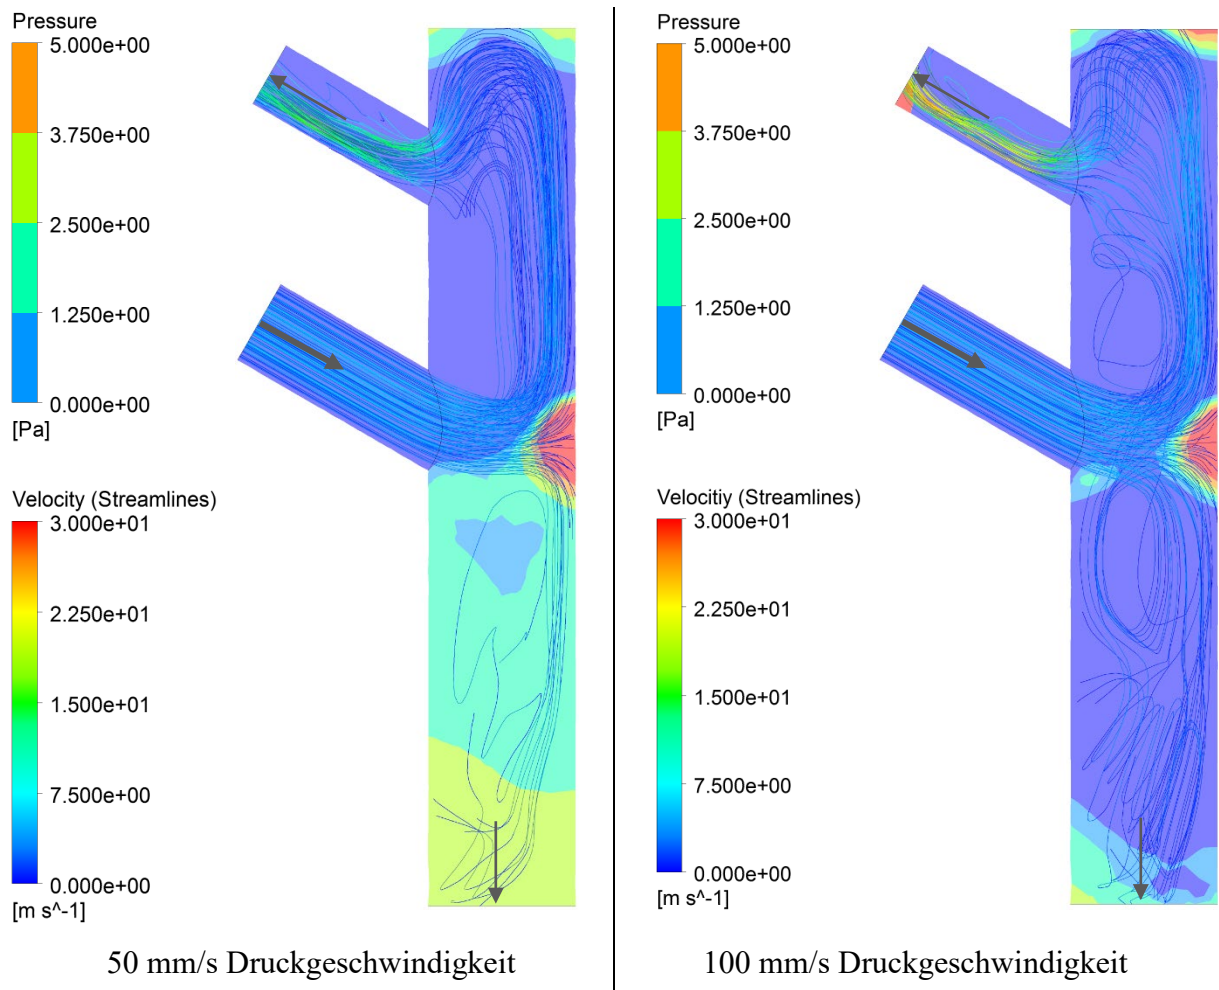 Pressure
5.000e+00
3.750e+00
2.500e+00
1.250e+00
0.000e+00
[Pa]
Velocity (Streamlines)
3.000e+01
2.250e+01
1.500e+01
7.500e+00
0.000e+00
[m s^-1]
50 mm/s Druckgeschwindigkeit
Pressure
5.000e+00
3.750e+00
2.500e+00
1.250e+00
0.000e+00
[Pa]
Velocitiy (Streamlines)
3.000e+01
2.250e+01
1.500e+01
7.500e+00
0.000e+00
[m s^-1]
100 mm/s Druckgeschwindigkeit